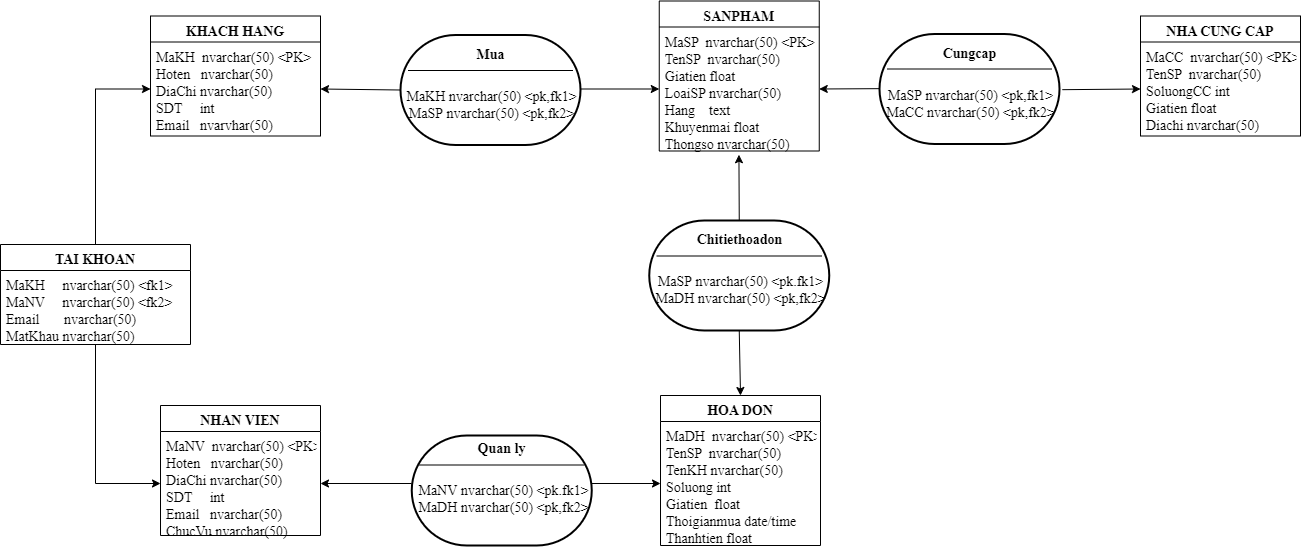 KHACH HANG
MaKH nvarchar(50) <PK>
Hoten nvarchar(50)
DiaChi nvarchar(50)
SDT int
Email nvarvhar(50)
Mua
MaKH nvarchar(50) <pk,fk1>
MaSP nvarchar(50) <pk,fk2>
SANPHAM
MaSP nvarchar(50) <PK>
TenSP nvarchar(50)
Giatien float
LoaiSP nvarchar(50)
Hang text
Khuyenmai float
Thongso nvarchar(50)
Cungcap
MaSP nvarchar(50) <pk,fk1>
MaCC nvarchar(50) <pk,fk2>
NHA CUNG CAP
MaCC nvarchar(50) <PK>
TenSP nvarchar(50)
SoluongCC int
Giatien float
Diachi nvarchar(50)
TAI KHOAN
MaKH nvarchar(50) <fk1>
MaNV nvarchar(50) <fk2>
Email nvarchar(50)
MatKhau nvarchar(50)
Chitiethoadon
MaSP nvarchar(50) <pk.fk1>
MaDH nvarchar(50) <pk,fk2>
NHAN VIEN
MaNV nvarchar(50) <PK>
Hoten nvarchar(50)
DiaChi nvarchar(50)
SDT int
Email nvarchar(50)
ChucVu nvarchar(50)
Quan ly
MaNV nvarchar(50) <pk.fk1>
MaDH nvarchar(50) <pk,fk2>
HOA DON
MaDH nvarchar(50) <PK>
TenSP nvarchar(50)
TenKH nvarchar(50)
Soluong int
Giatien float
Thoigianmua date/time
Thanhtien float